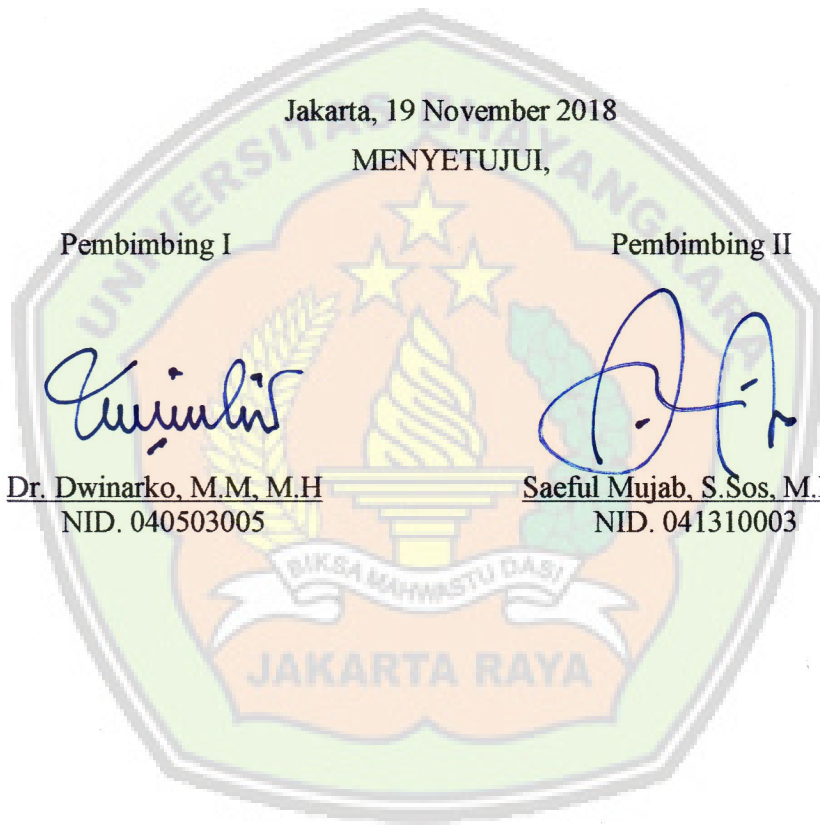 Jakarta, 19 November 2018
MENYETUJUI,
Pembimbing I
Pembimbing II
Dr. Dwinarko, M.M, M.H
Saeful Mujab, S.Sos, M.I
NID. 040503005
NID. 041310003
UNIVERSITAS BHAYANGKARA
BIKSA MAHWASTU DASI
JAKARTA RAYA